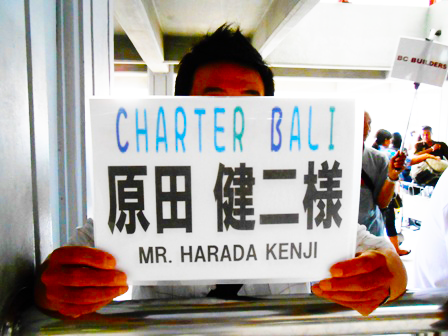 CHARTER BALI
原田 健二様
MR. HARADA KENJI
BC BUILDERS